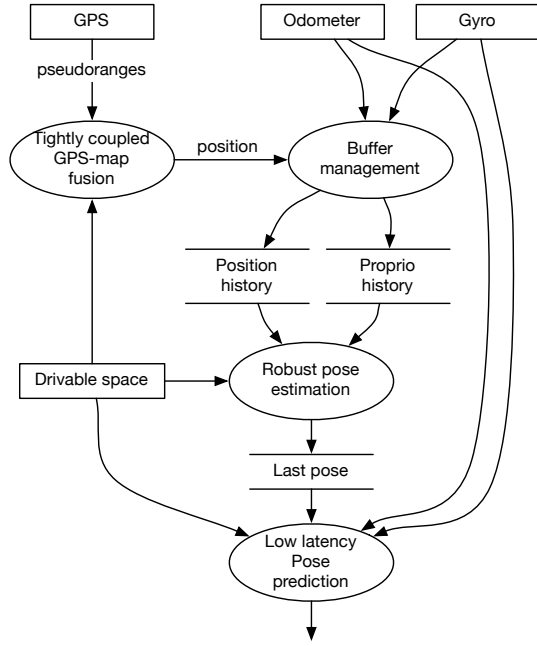 GPS
Odometer
Gyro
pseudoranges
Tightly coupled
GPS-map
fusion
position
Buffer
management
Position
history
Proprio
history
Drivable space
Robust pose
estimation
Last pose
Low latency
Pose
prediction